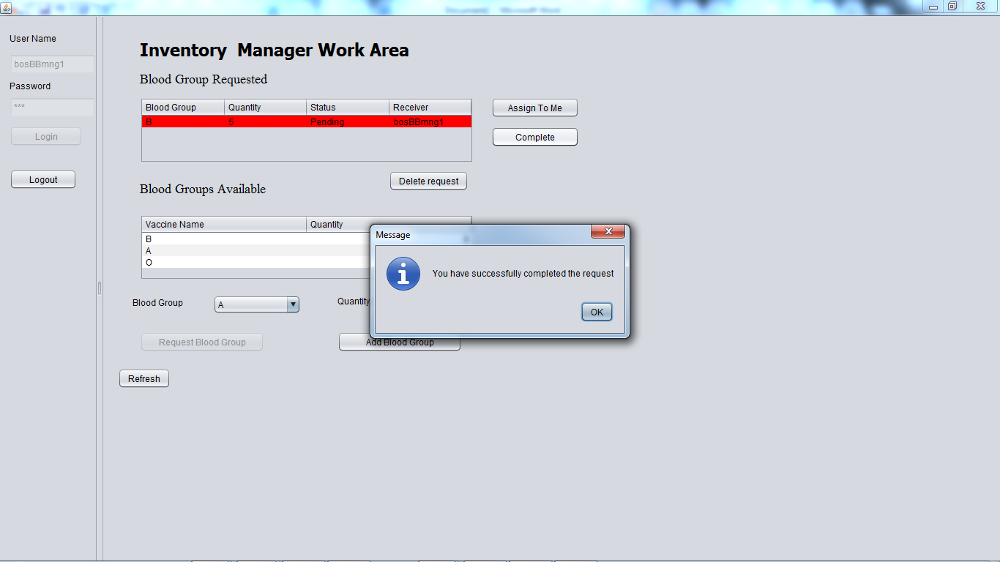 User Name
bosBBmng1
Password
***
Login
Logout
Inventory Manager Work Area
Blood Group Requested
Blood Group Quantity Status Receiver
B 5 Pending bosBBmng1
Assign To Me
Complete
Delete request
Blood Groups Available
Vaccine Name Quantity
B
A
O
Message
You have successfully completed the request
OK
Blood Group A Quantity
Request Blood Group Add Blood Group
Refresh